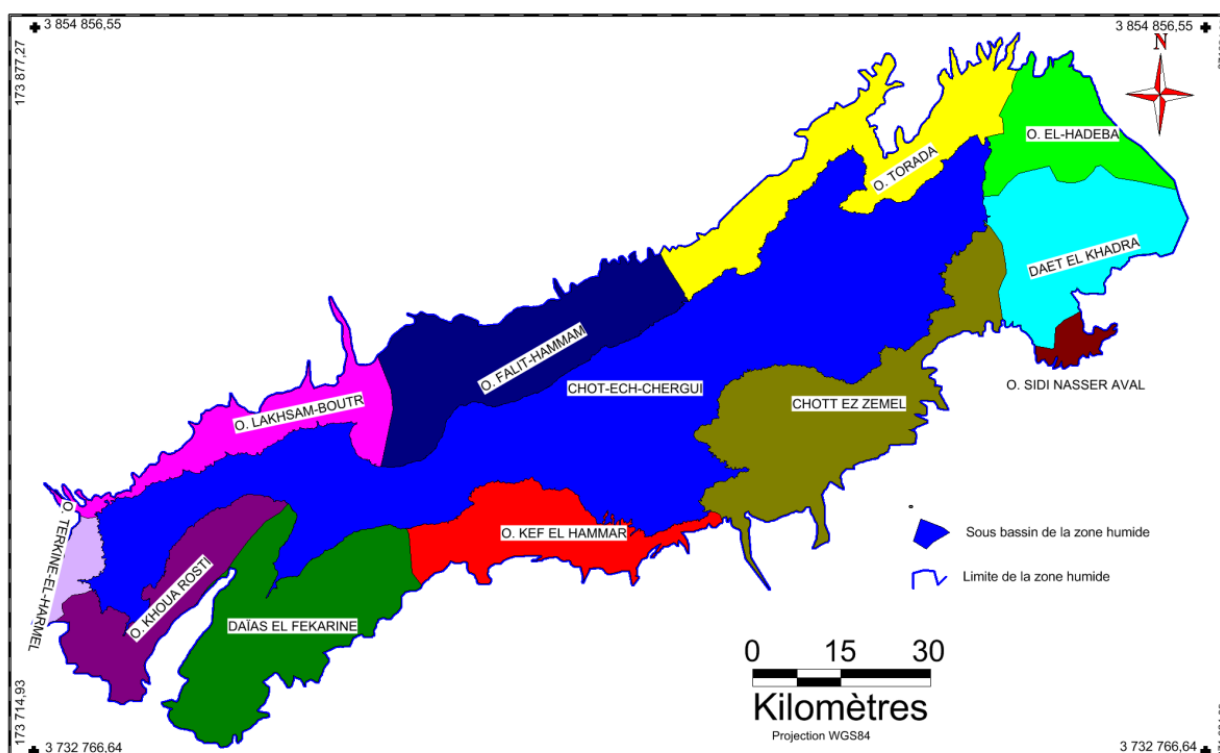 3 854 856,55
3 854 856,55
173 877,27
N
O. EL-HADEBA
O. TORADA
DAET EL KHADRA
O. FALIT-HAMMAM
O. SIDI NASSER AVAL
CHOT-ECH-CHERGUI
CHOTT EZ ZEMEL
O. LAKHSAM-BOUTR
O. TERKINE-EL-HARMEL
O. KEF EL HAMMAR
O. KHOUA ROSTI
DAÏAS EL FEKARINE
Sous bassin de la zone humide
Limite de la zone humide
0 15 30
Kilomètres
Projection WGS84
173 714,93
3 732 766,64
3 732 766,64